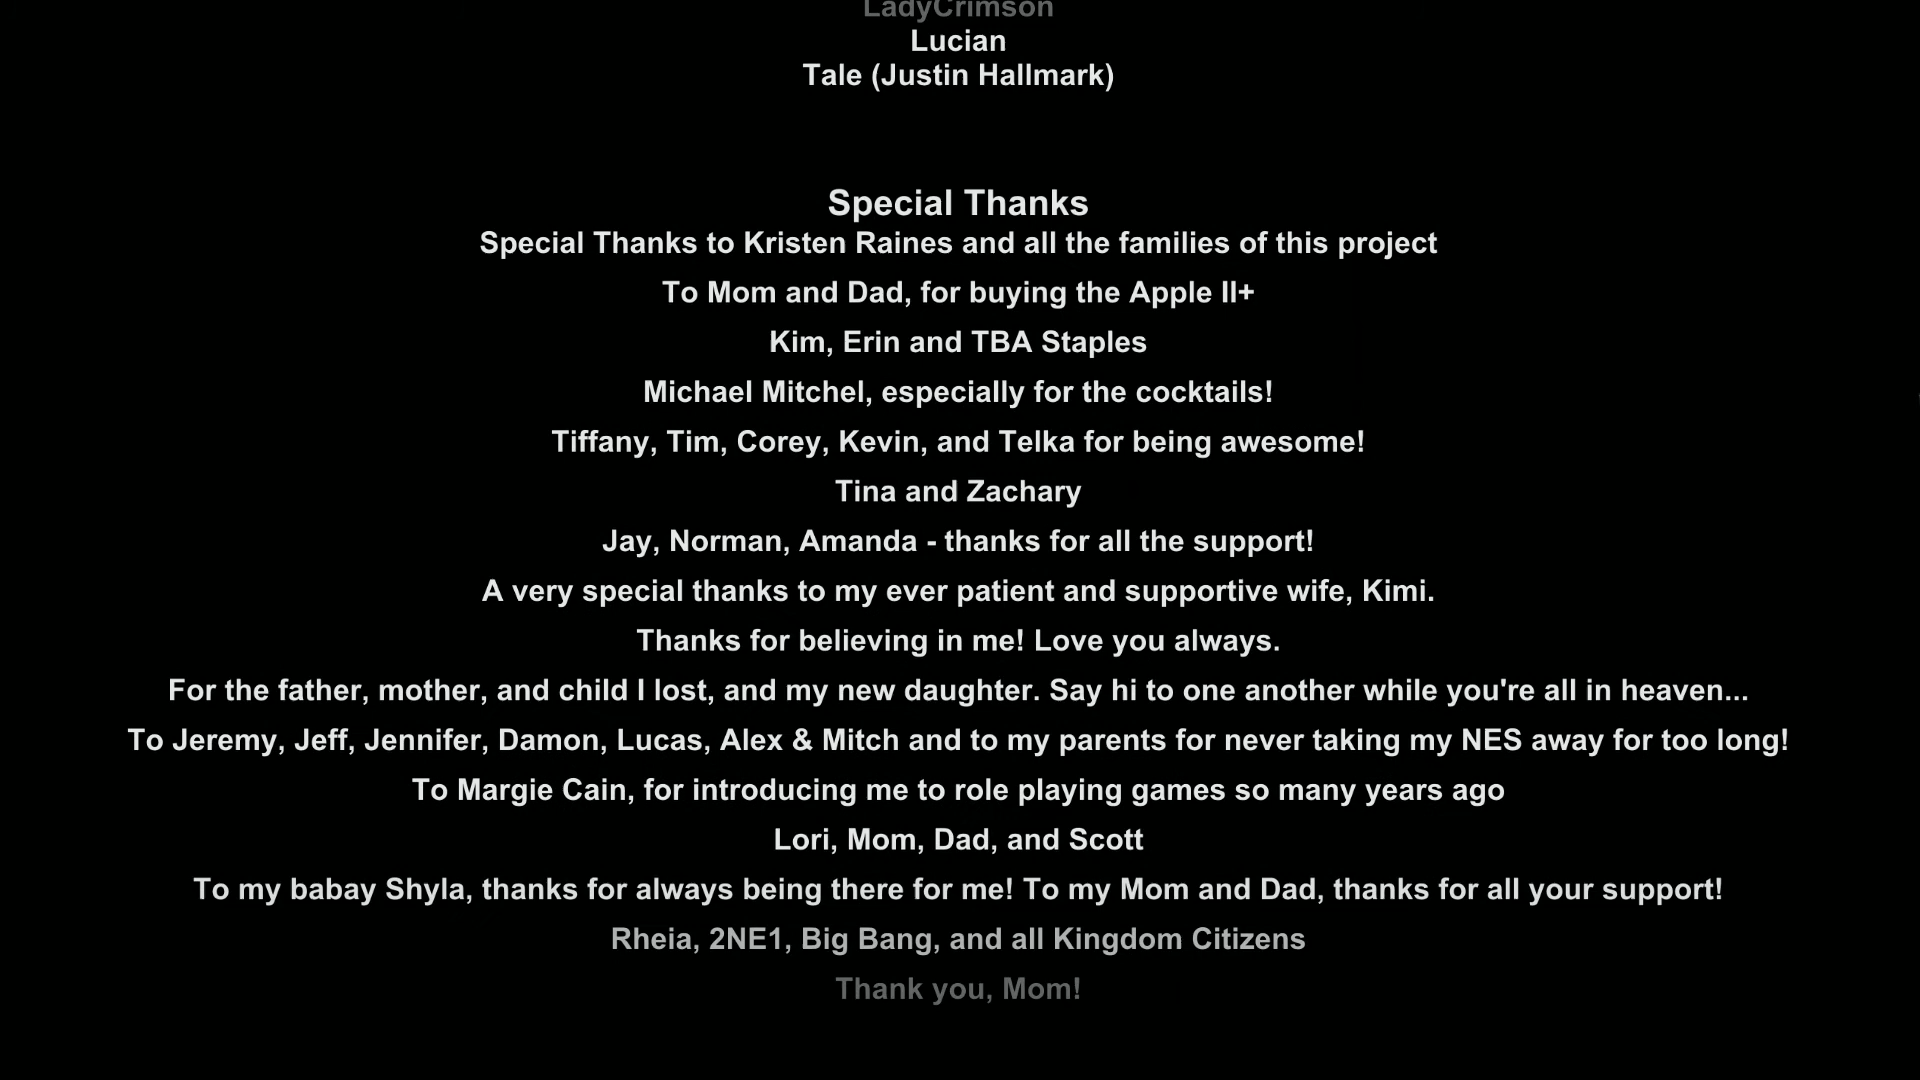 LadyCrimson
Lucian
Tale (Justin Hallmark)
Special Thanks
Special Thanks to Kristen Raines and all the families of this project
To Mom and Dad, for buying the Apple II+
Kim, Erin and TBA Staples
Michael Mitchel, especially for the cocktails!
Tiffany, Tim, Corey, Kevin, and Telka for being awesome!
Tina and Zachary
Jay, Norman, Amanda - thanks for all the support!
A very special thanks to my ever patient and supportive wife, Kimi.
Thanks for believing in me! Love you always.
For the father, mother, and child I lost, and my new daughter. Say hi to one another while you're all in heaven...
To Jeremy, Jeff, Jennifer, Damon, Lucas, Alex & Mitch and to my parents for never taking my NES away for too long!
To Margie Cain, for introducing me to role playing games so many years ago
Lori, Mom, Dad, and Scott
To my babay Shyla, thanks for always being there for me! To my Mom and Dad, thanks for all your support!
Rheia, 2NE1, Big Bang, and all Kingdom Citizens
Thank you, Mom!